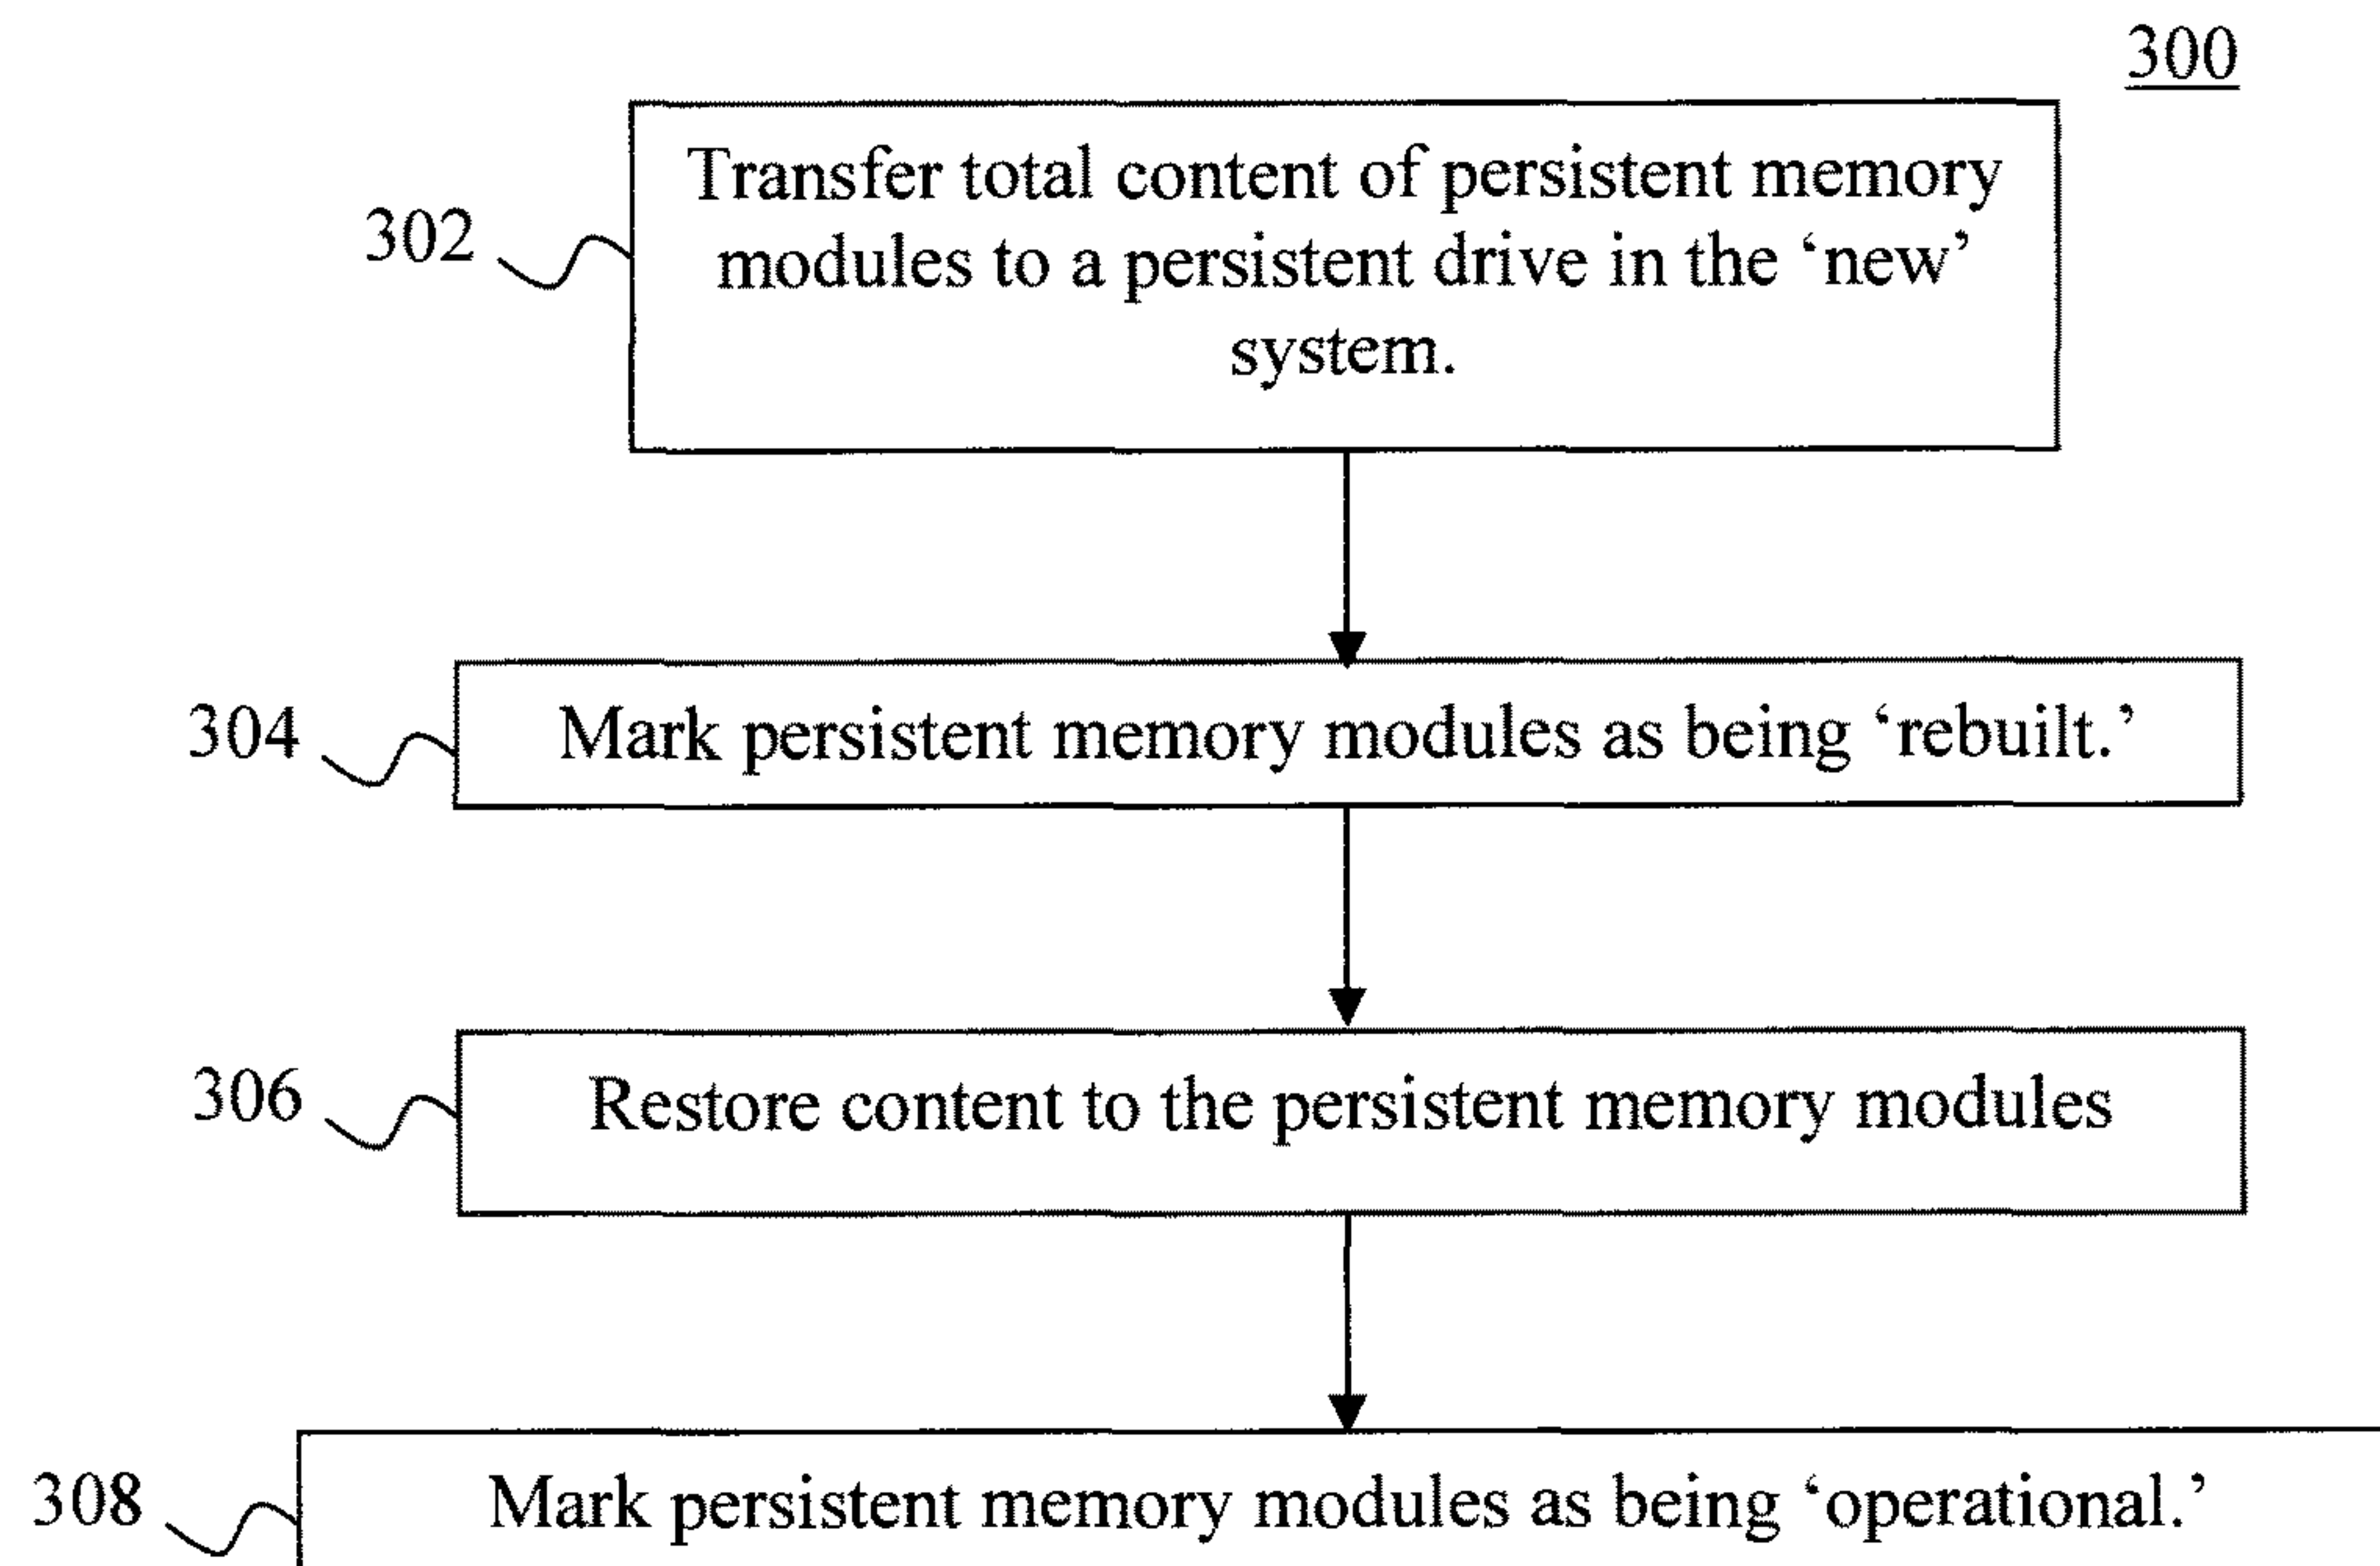 300
Transfer total content of persistent memory
modules to a persistent drive in the ‘new’
system.
302
Mark persistent memory modules as being ‘rebuilt.’
304
Restore content to the persistent memory modules
306
Mark persistent memory modules as being ‘operational.’
308